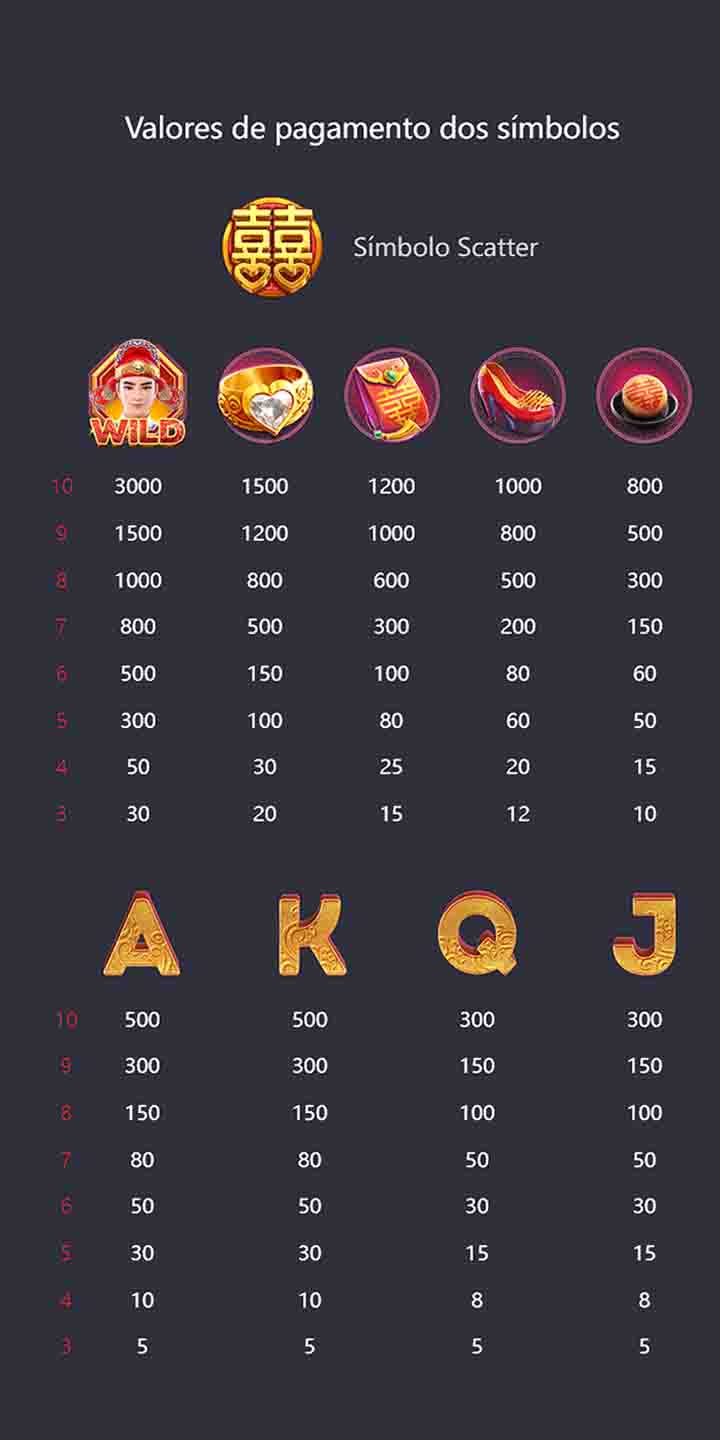 Valores de pagamento dos símbolos
囍
Símbolo Scatter
WILD
囍
囍
10 3000 1500 1200 1000 800
9 1500 1200 1000 800 500
8 1000 800 600 500 300
7 800 500 300 200 150
6 500 150 100 80 60
5 300 100 80 60 50
4 50 30 25 20 15
3 30 20 15 12 10
A K Q J
10 500 500 300 300
9 300 300 150 150
8 150 150 100 100
7 80 80 50 50
6 50 50 30 30
5 30 30 15 15
4 10 10 8 8
3 5 5 5 5